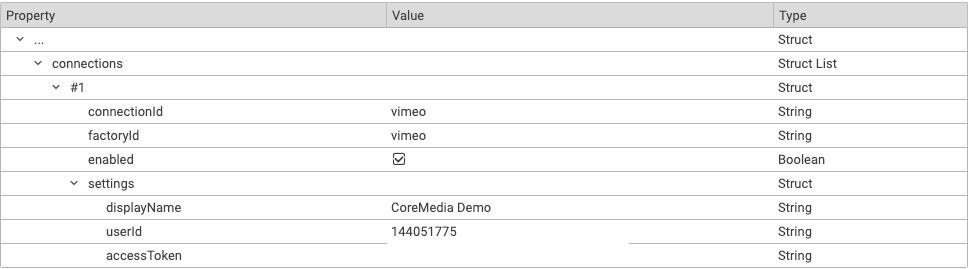 Property Value Type
... Struct
connections Struct List
#1 Struct
connectionId vimeo String
factoryId vimeo String
enabled Boolean
settings Struct
displayName CoreMedia Demo String
userId 144051775 String
accessToken String